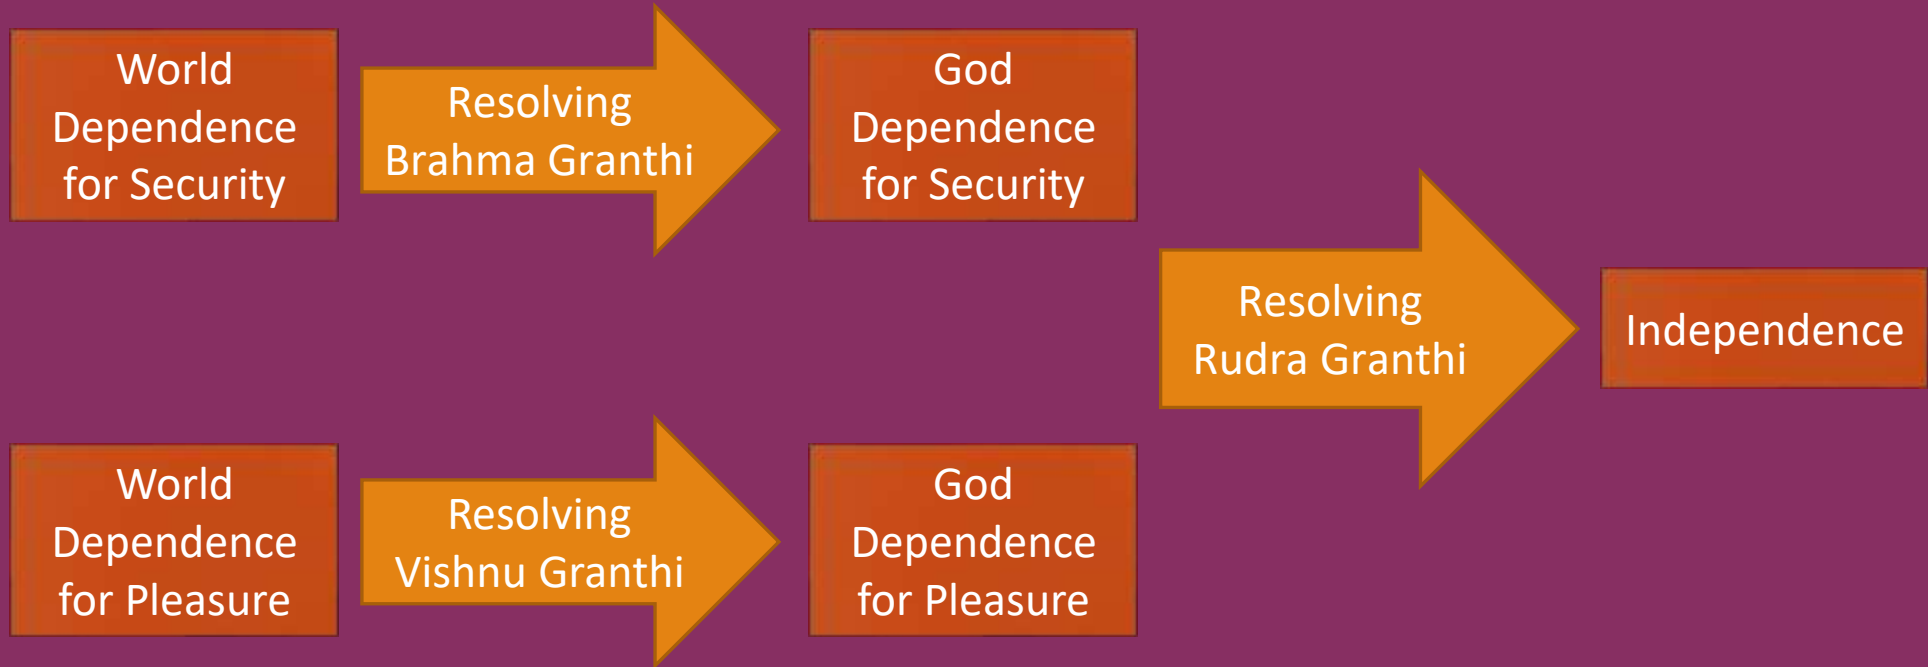 World
Dependence
for Security
Resolving
Brahma Granthi
God
Dependence
for Security
World
Dependence
for Pleasure
Resolving
Vishnu Granthi
God
Dependence
for Pleasure
Resolving
Rudra Granthi
Independence